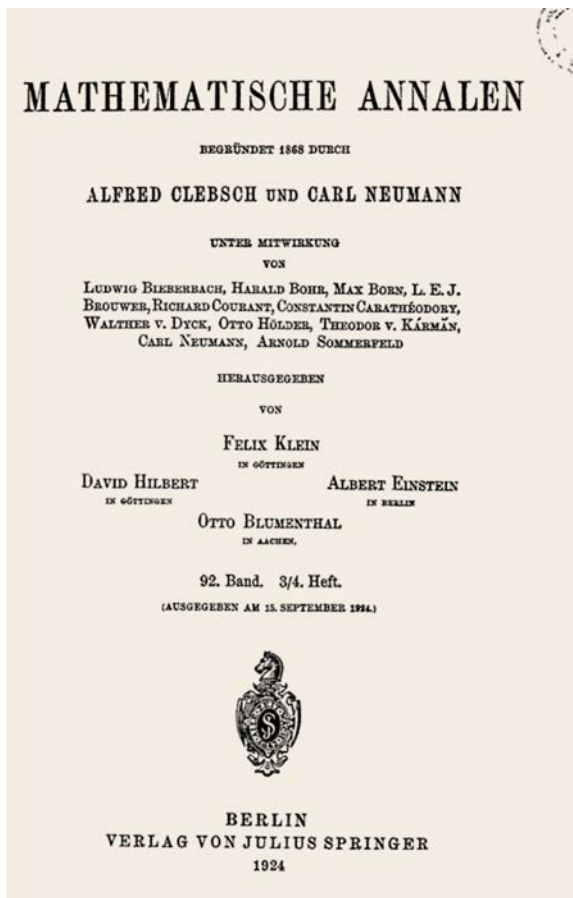 MATHEMATISCHE ANNALEN
BEGRÜNDET 1868 DURCH
ALFRED CLEBSCH UND CARL NEUMANN
UNTER MITWIRKUNG
VON
LUDWIG BIEBERBACH, HARALD BOHR, MAX BORN, L. E. J.
BROUWER, RICHARD COURANT, CONSTANTIN CARATHÉODORY,
WALTHER V. DYCK, OTTO HÖLDER, THEODOR V. KÁRMÁN,
CARL NEUMANN, ARNOLD SOMMERFELD
HERAUSGEGEBEN
VON
FELIX KLEIN
IN GÖTTINGEN
DAVID HILBERT
IN GÖTTINGEN
ALBERT EINSTEIN
IN BERLIN
OTTO BLUMENTHAL
IN AACHEN.
92. Band. 3/4. Heft.
(AUSGEGEBEN AM 15. SEPTEMBER 1924.)
BERLIN
VERLAG VON JULIUS SPRINGER
1924